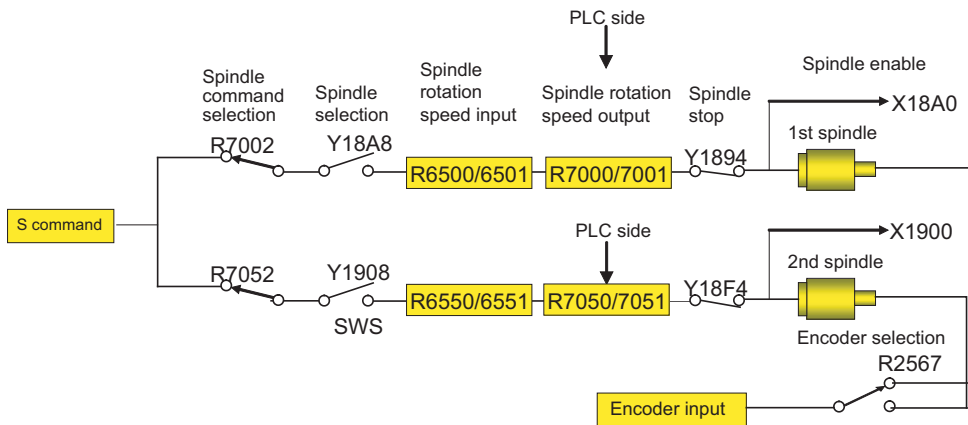 PLC side
Spindle
command
selection
Spindle
selection
Spindle
rotation
speed input
Spindle rotation
speed output
Spindle
stop
Spindle enable
X18A0
R7002
Y18A8
R6500/6501
R7000/7001
Y1894
1st spindle
S command
PLC side
X1900
R7052
Y1908
SWS
R6550/6551
R7050/7051
Y18F4
2nd spindle
Encoder selection
R2567
Encoder input